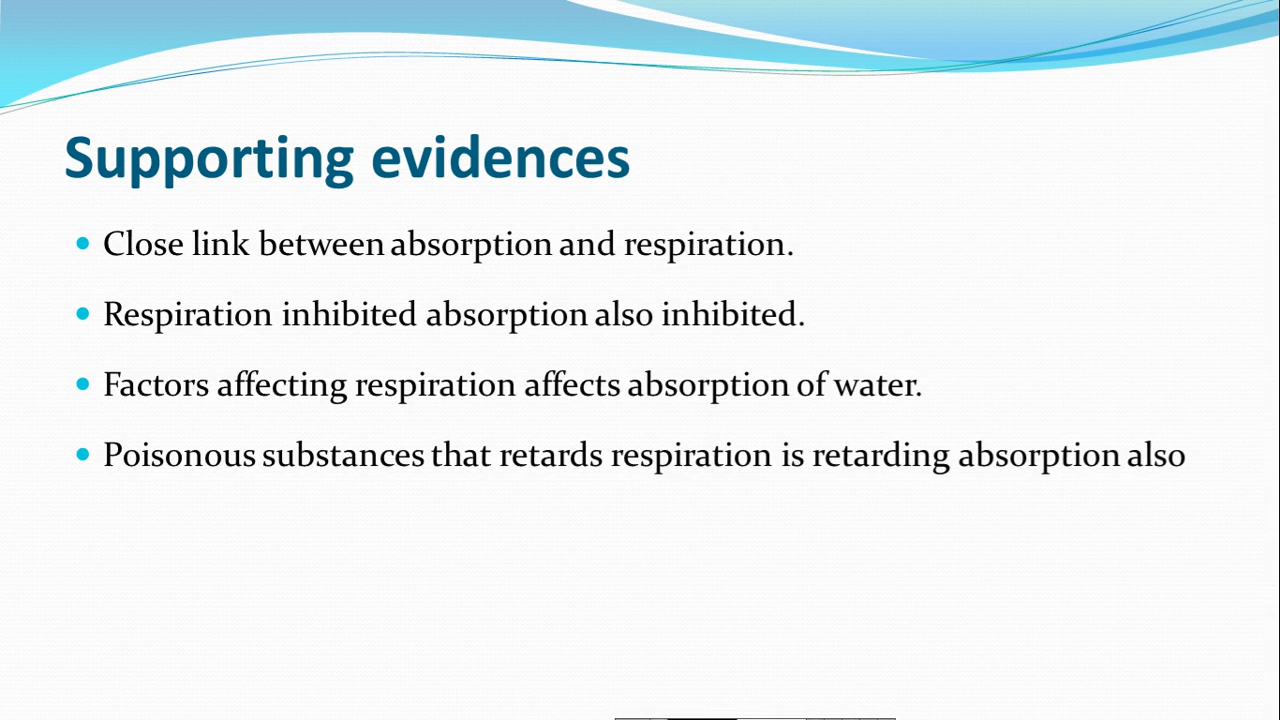 Supporting evidences
Close link between absorption and respiration.
Respiration inhibited absorption also inhibited.
Factors affecting respiration affects absorption of water.
Poisonous substances that retards respiration is retarding absorption also